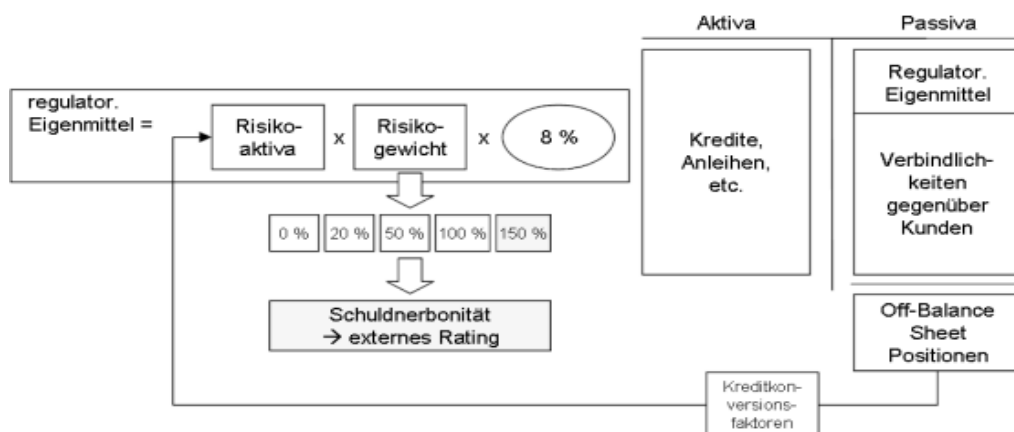 Aktiva
Passiva
regulator.
Eigenmittel =
Risiko-
aktiva
x
Risiko-
gewicht
x
8 %
0 %
20 %
50 %
100 %
150 %
Schuldnerbonität
→ externes Rating
Kredite,
Anleihen,
etc.
Regulator.
Eigenmittel
Verbindlich-
keiten
gegenüber
Kunden
Off-Balance
Sheet
Positionen
Kreditkon-
versions-
faktoren